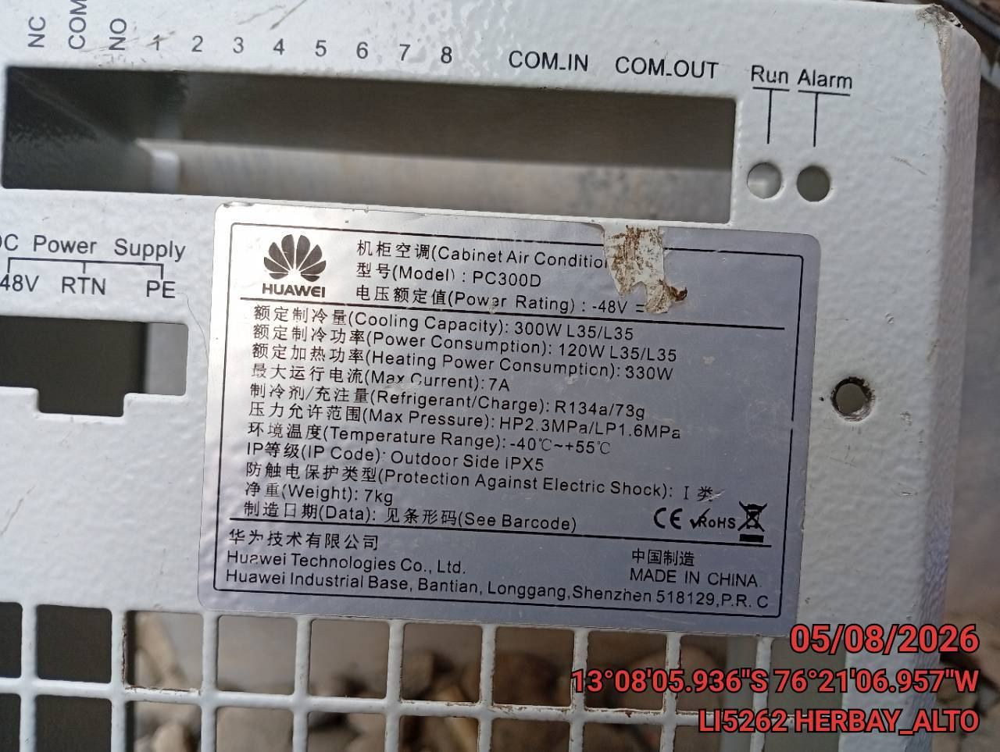 NC COM NO 1 2 3 4 5 6 7 8 COM_IN COM_OUT Run Alarm
Power Supply
48V RTN PE
HUAWEI
机柜空调(Cabinet Air
型号(Model) : PC300D
电压额定值(Power Rating) : -48V
额定制冷量(Cooling Capacity): 300W L35/L35
额定制冷功率(Power Consumption): 120W L35/L35
额定加热功率(Heating Power Consumption): 330W
最大运行电流(Max Current): 7A
制冷剂/充注量(Refrigerant/Charge): R134a/73g
压力允许范围(Max Pressure): HP2.3MPa/LP1.6MPa
环境温度(Temperature Range): -40℃~+55℃
IP等级(IP Code): Outdoor Side IPX5
防触电保护类型(Protection Against Electric Shock): I 类
净重(Weight): 7kg
制造日期(Data): 见条形码(See Barcode)
CE RoHS
华为技术有限公司
Huawei Technologies Co., Ltd.
Huawei Industrial Base, Bantian, Longgang,Shenzhen 518129,P.R. C
中国制造
MADE IN CHINA.
05/08/2026
13°08'05.936"S 76°21'06.957"W
LI5262 HERBAY_ALTO